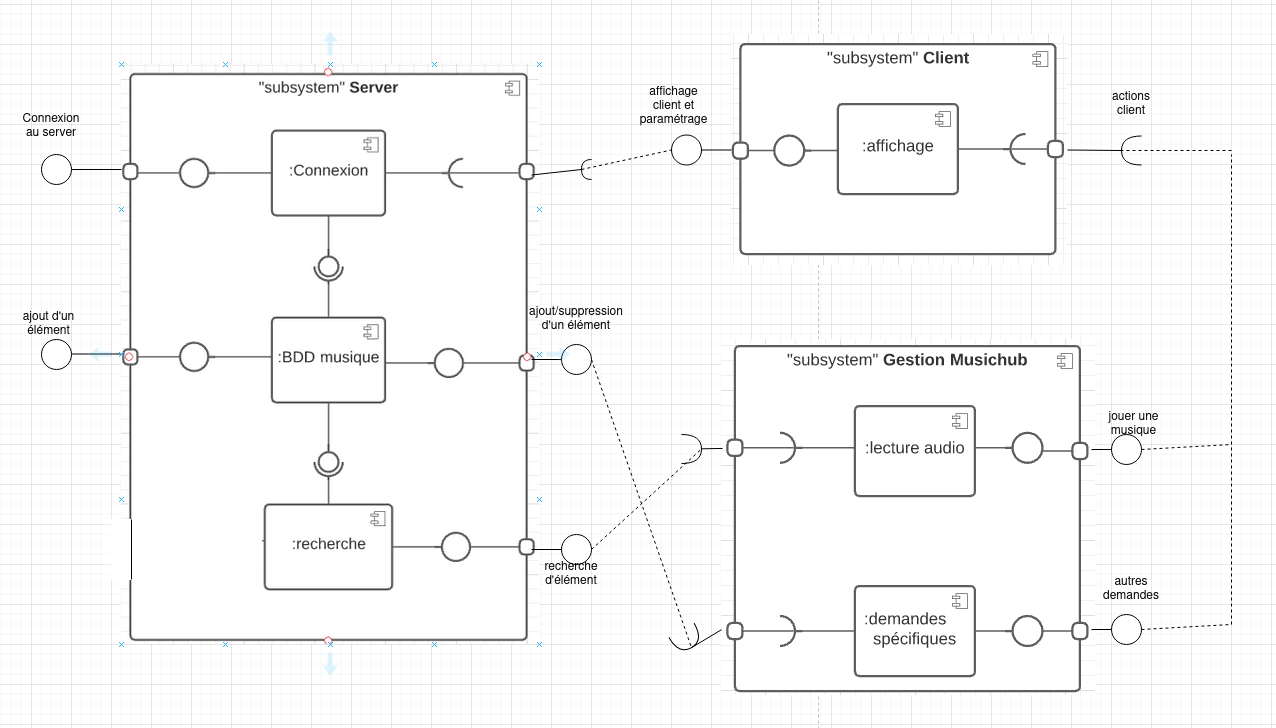 "subsystem" Server
Connexion
au server
:Connexion
ajout d'un
élément
:BDD musique
:recherche
ajout/suppression
d'un élément
recherche
d'élément
affichage
client et
paramétrage
"subsystem" Client
:affichage
actions
client
"subsystem" Gestion Musichub
:lecture audio
jouer une
musique
:demandes
spécifiques
autres
demandes